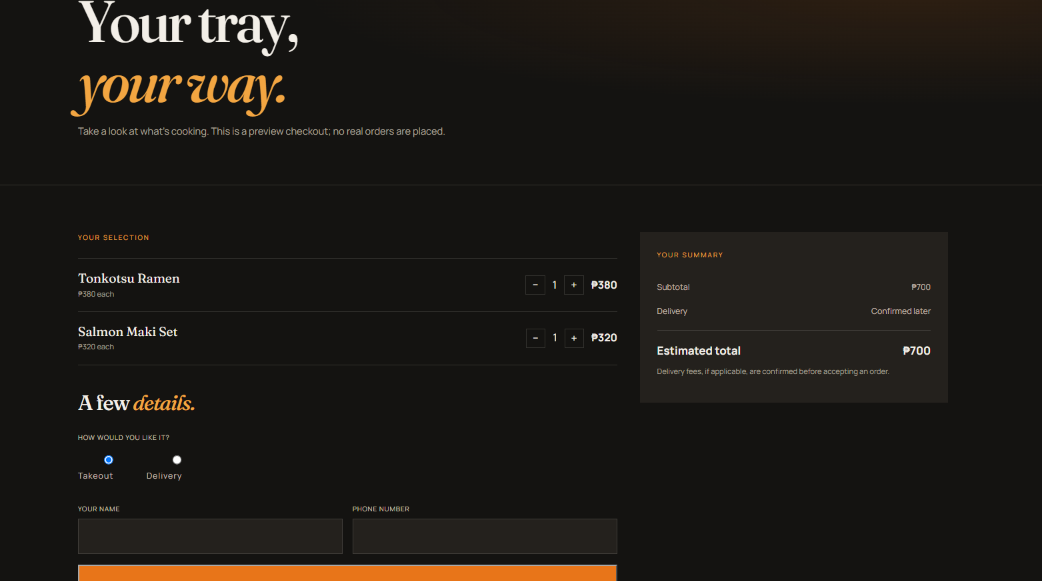 Your tray,
your way.
Take a look at what's cooking. This is a preview checkout; no real orders are placed.
YOUR SELECTION
Tonkotsu Ramen
₱380 each
− 1 + ₱380
Salmon Maki Set
₱320 each
− 1 + ₱320
A few details.
HOW WOULD YOU LIKE IT?
Takeout Delivery
YOUR NAME PHONE NUMBER
YOUR SUMMARY
Subtotal ₱700
Delivery Confirmed later
Estimated total ₱700
Delivery fees, if applicable, are confirmed before accepting an order.